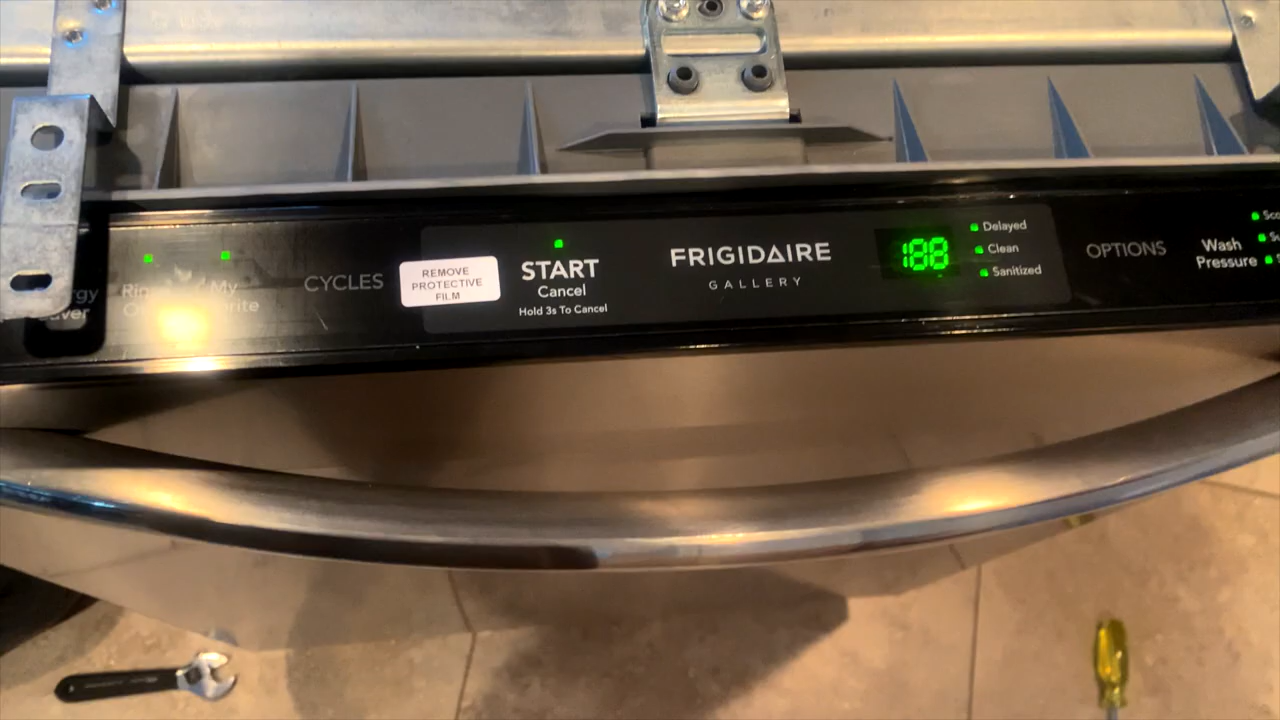 Delayed
FRIGIDAIRE
188
Clean
OPTIONS
Wash
Pressure
START
Cancel
Hold 3s To Cancel
GALLERY
Sanitized
CYCLES
REMOVE
PROTECTIVE
FILM
My